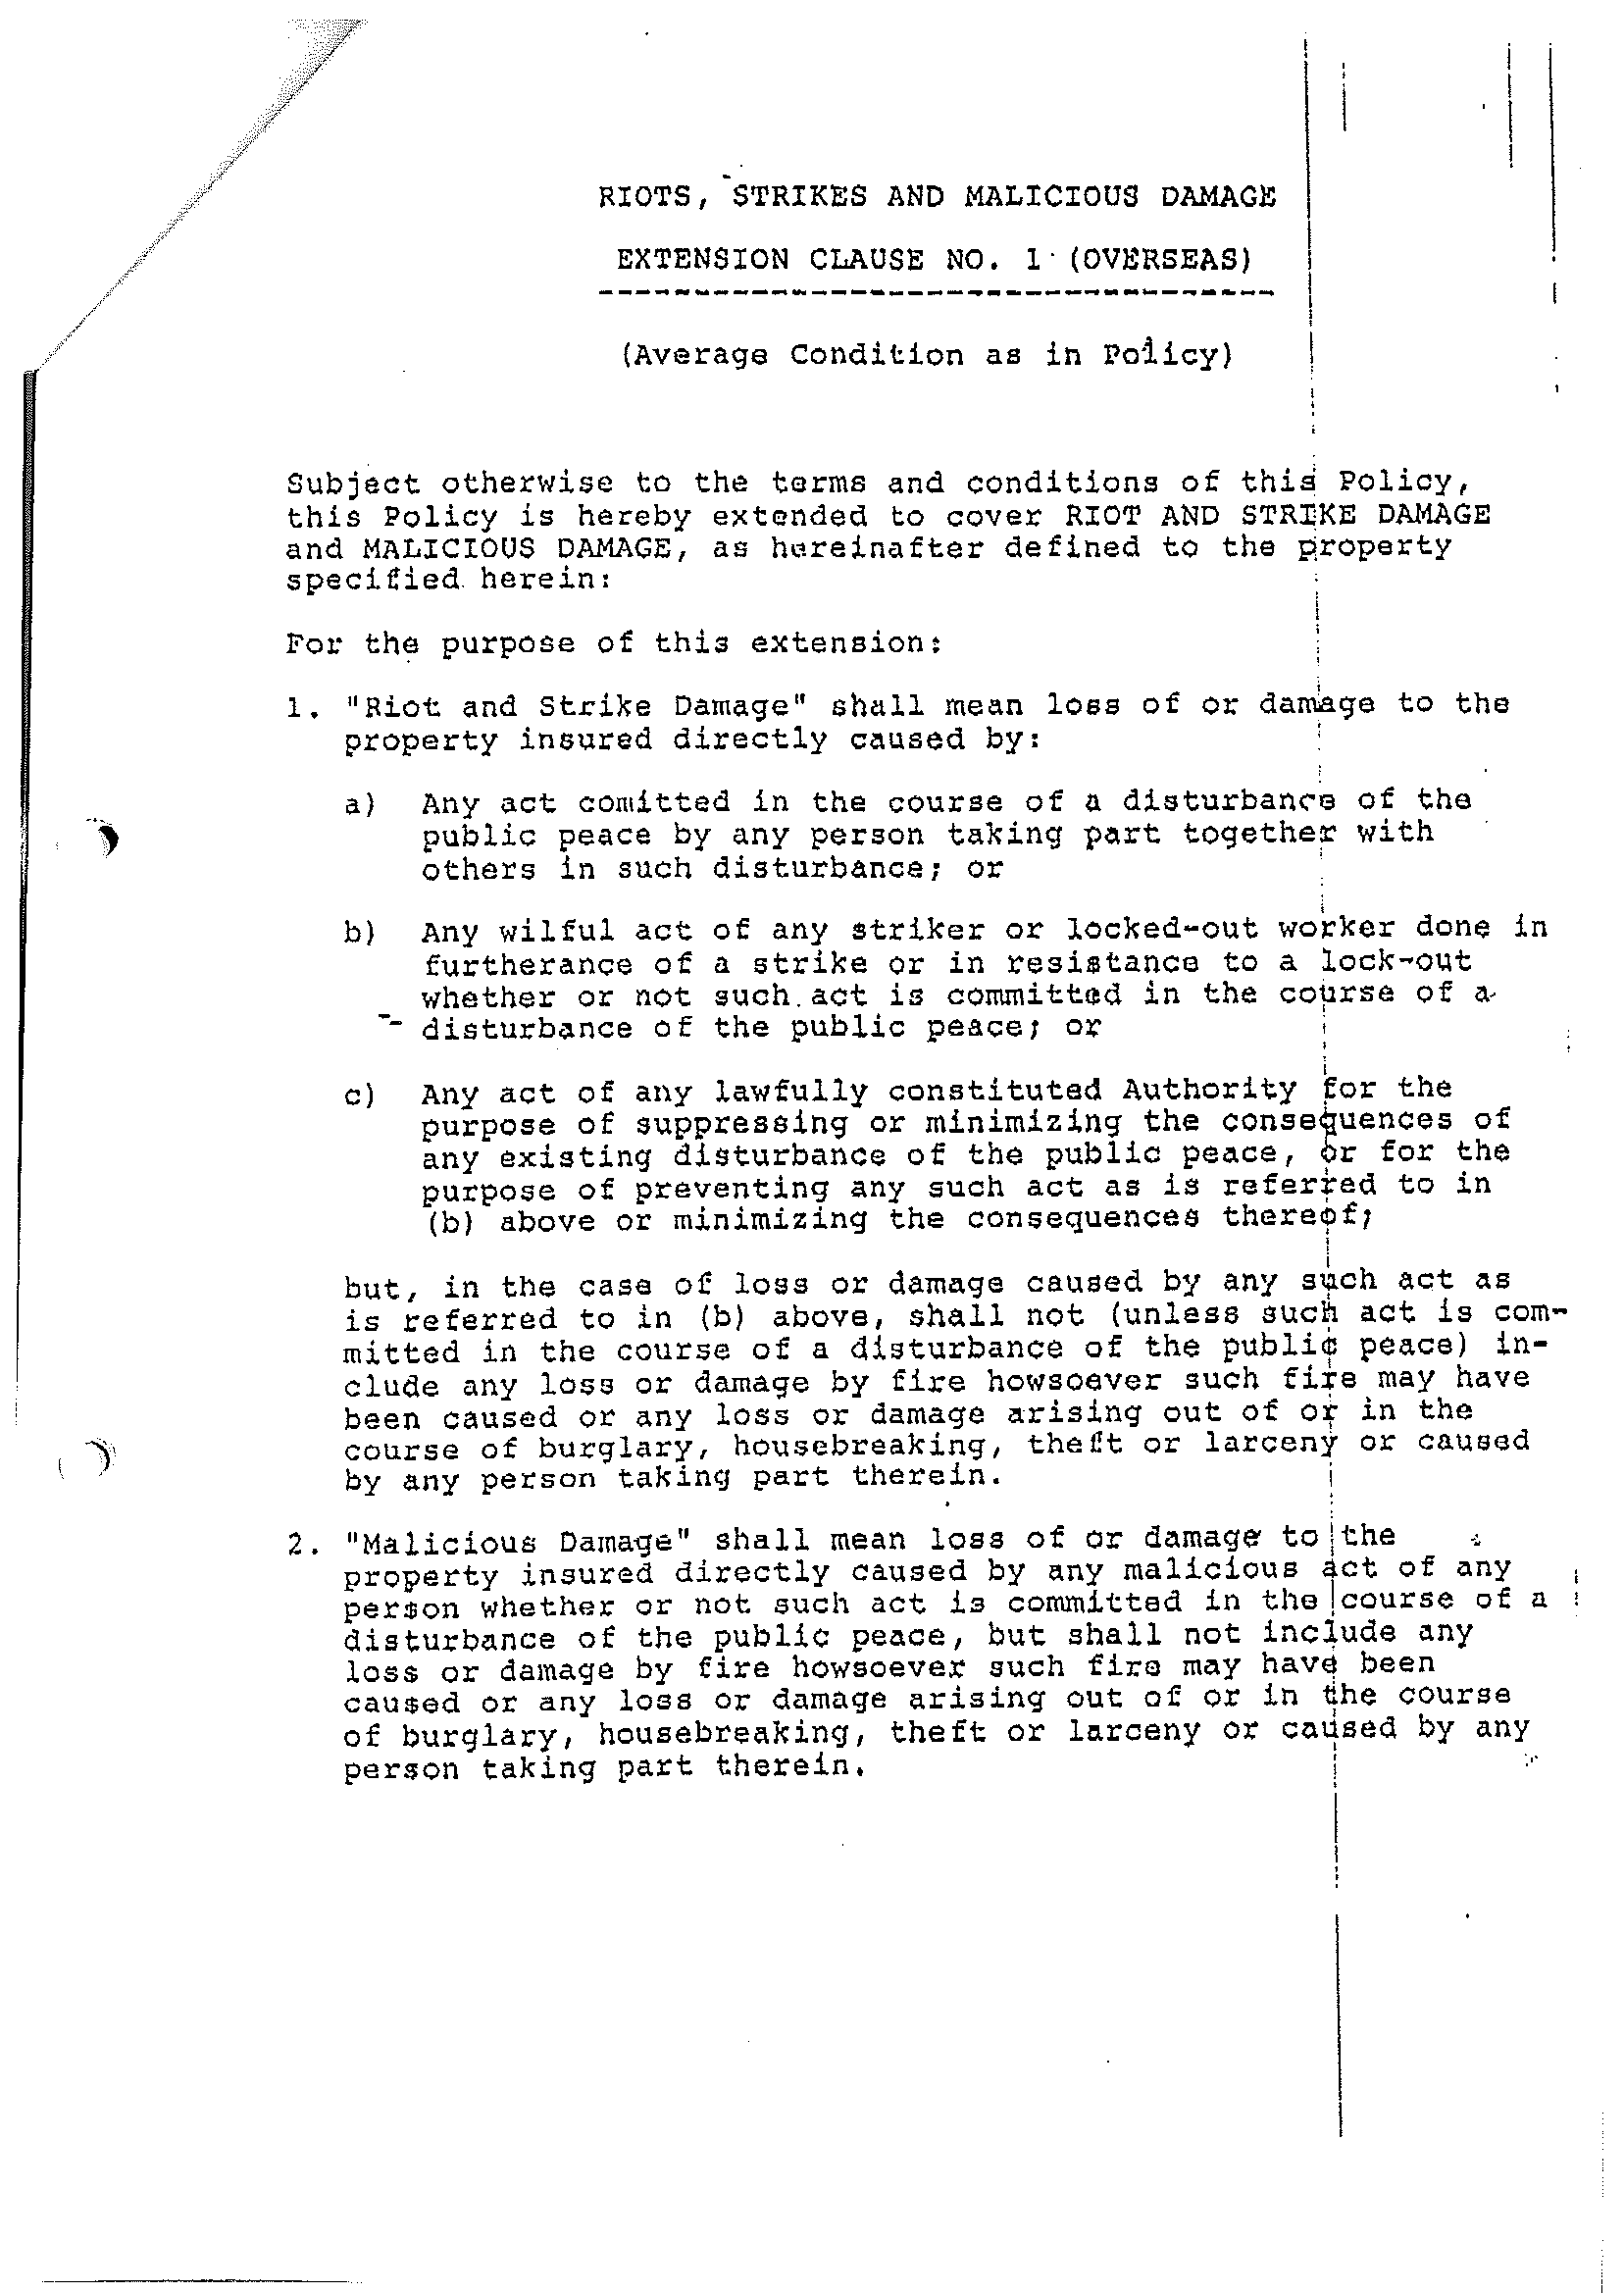 RIOTS, STRIKES AND MALICIOUS DAMAGE
EXTENSION CLAUSE NO. 1 (OVERSEAS)
(Average Condition as in Policy)
Subject otherwise to the terms and conditions of this Policy,
this Policy is hereby extended to cover RIOT AND STRIKE DAMAGE
and MALICIOUS DAMAGE, as hereinafter defined to the property
specified herein:
For the purpose of this extension:
1. "Riot and Strike Damage" shall mean loss of or damage to the
property insured directly caused by:
a) Any act comitted in the course of a disturbance of the
public peace by any person taking part together with
others in such disturbance; or
b) Any wilful act of any striker or locked-out worker done in
furtherance of a strike or in resistance to a lock-out
whether or not such act is committed in the course of a
disturbance of the public peace; or
c) Any act of any lawfully constituted Authority for the
purpose of suppressing or minimizing the consequences of
any existing disturbance of the public peace, or for the
purpose of preventing any such act as is referred to in
(b) above or minimizing the consequences thereof;
but, in the case of loss or damage caused by any such act as
is referred to in (b) above, shall not (unless such act is com-
mitted in the course of a disturbance of the public peace) in-
clude any loss or damage by fire howsoever such fire may have
been caused or any loss or damage arising out of or in the
course of burglary, housebreaking, theft or larceny or caused
by any person taking part therein.
2. "Malicious Damage" shall mean loss of or damage to the
property insured directly caused by any malicious act of any
person whether or not such act is committed in the course of a
disturbance of the public peace, but shall not include any
loss or damage by fire howsoever such fire may have been
caused or any loss or damage arising out of or in the course
of burglary, housebreaking, theft or larceny or caused by any
person taking part therein.